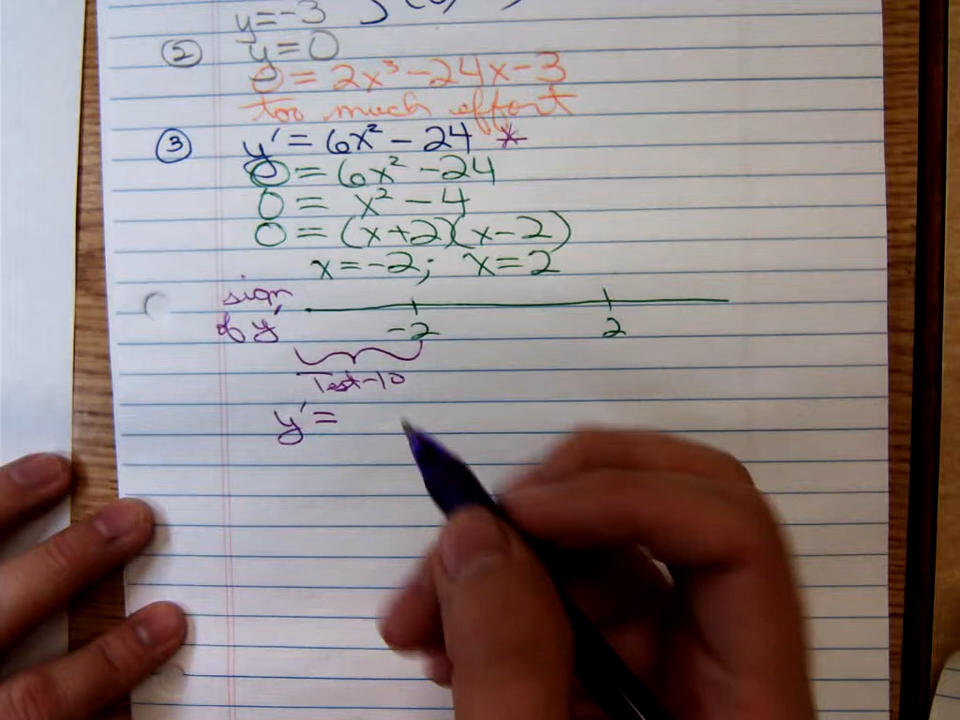 y=-3
② y=0
0 = 2x³-24x-3
too much effort
③ y' = 6x² - 24 *
0 = 6x² - 24
0 = x² - 4
0 = (x+2)(x-2)
x=-2; x=2
sign
of y' -2 2
Test-10
y' =